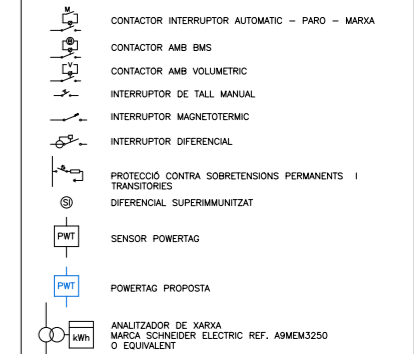 M
CONTACTOR INTERRUPTOR AUTOMATIC – PARO – MARXA
B
CONTACTOR AMB BMS
V
CONTACTOR AMB VOLUMETRIC
INTERRUPTOR DE TALL MANUAL
INTERRUPTOR MAGNETOTERMIC
INTERRUPTOR DIFERENCIAL
PROTECCIÓ CONTRA SOBRETENSIONS PERMANENTS I
TRANSITORIES
SI DIFERENCIAL SUPERIMMUNITZAT
PWT SENSOR POWERTAG
PWT POWERTAG PROPOSTA
ANALITZADOR DE XARXA
kWh MARCA SCHNEIDER ELECTRIC REF. A9MEM3250
O EQUIVALENT